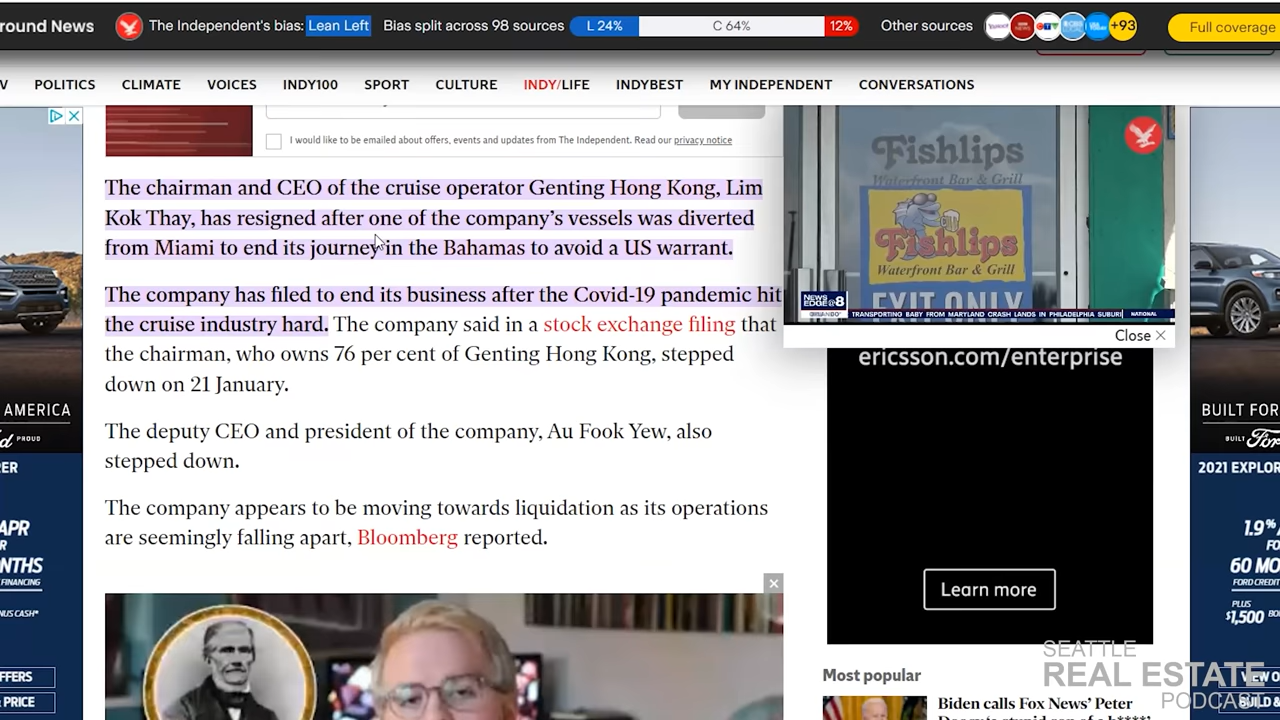 ound News The Independent's bias: Lean Left Bias split across 98 sources L 24% C 64% 12% Other sources +93 Full coverage
V POLITICS CLIMATE VOICES INDY100 SPORT CULTURE INDY/LIFE INDYBEST MY INDEPENDENT CONVERSATIONS
I would like to be emailed about offers, events and updates from The Independent. Read our privacy notice
The chairman and CEO of the cruise operator Genting Hong Kong, Lim
Kok Thay, has resigned after one of the company's vessels was diverted
from Miami to end its journey in the Bahamas to avoid a US warrant.
The company has filed to end its business after the Covid-19 pandemic hit
the cruise industry hard. The company said in a stock exchange filing that
the chairman, who owns 76 per cent of Genting Hong Kong, stepped
down on 21 January.
The deputy CEO and president of the company, Au Fook Yew, also
stepped down.
The company appears to be moving towards liquidation as its operations
are seemingly falling apart, Bloomberg reported.
Fishlips
Waterfront Bar & Grill
Fishlips
Waterfront Bar & Grill
EXIT ONLY
NEWS
EDGE@8
ORLANDO
TRANSPORTING BABY FROM MARYLAND CRASH LANDS IN PHILADELPHIA SUBURB NATIONAL
Close
ericsson.com/enterprise
Learn more
Most popular
Biden calls Fox News' Peter
AMERICA
PROUD
RER
APR
OR
ONTHS
FINANCING
NUS CASH*
OFFERS
PRICE
BUILT FOR
BUILT Ford
2021 EXPLOR
1.9%
FO
60 MO
FORD CREDIT
PLUS
$1,500 BO
VIEW O
BUILD &
SEATTLE
REAL ESTATE
PODCAST